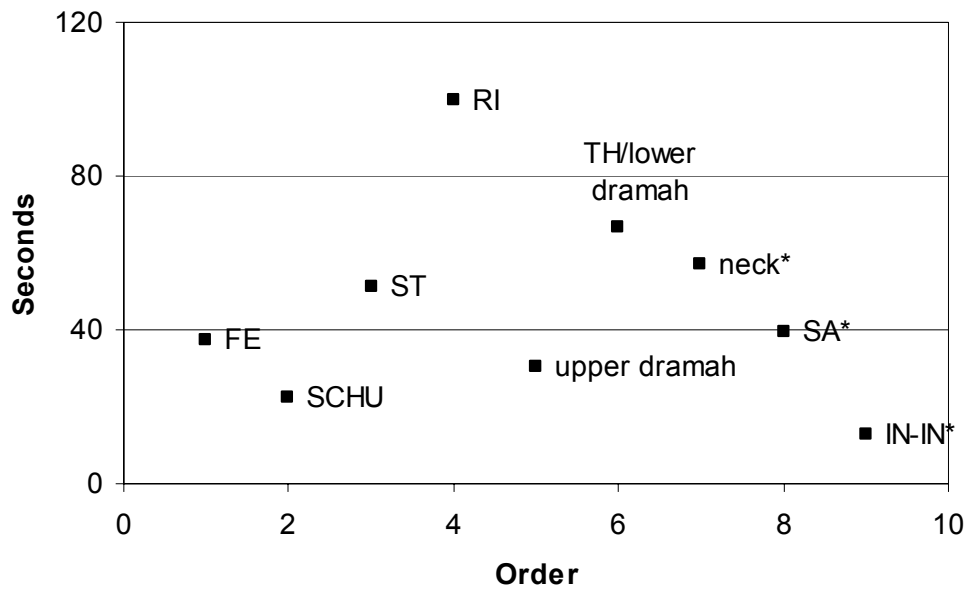 120
RI
TH/lower
dramah
80
neck*
ST
Seconds
40
FE
SA*
upper dramah
SCHU
IN-IN*
0
0 2 4 6 8 10
Order